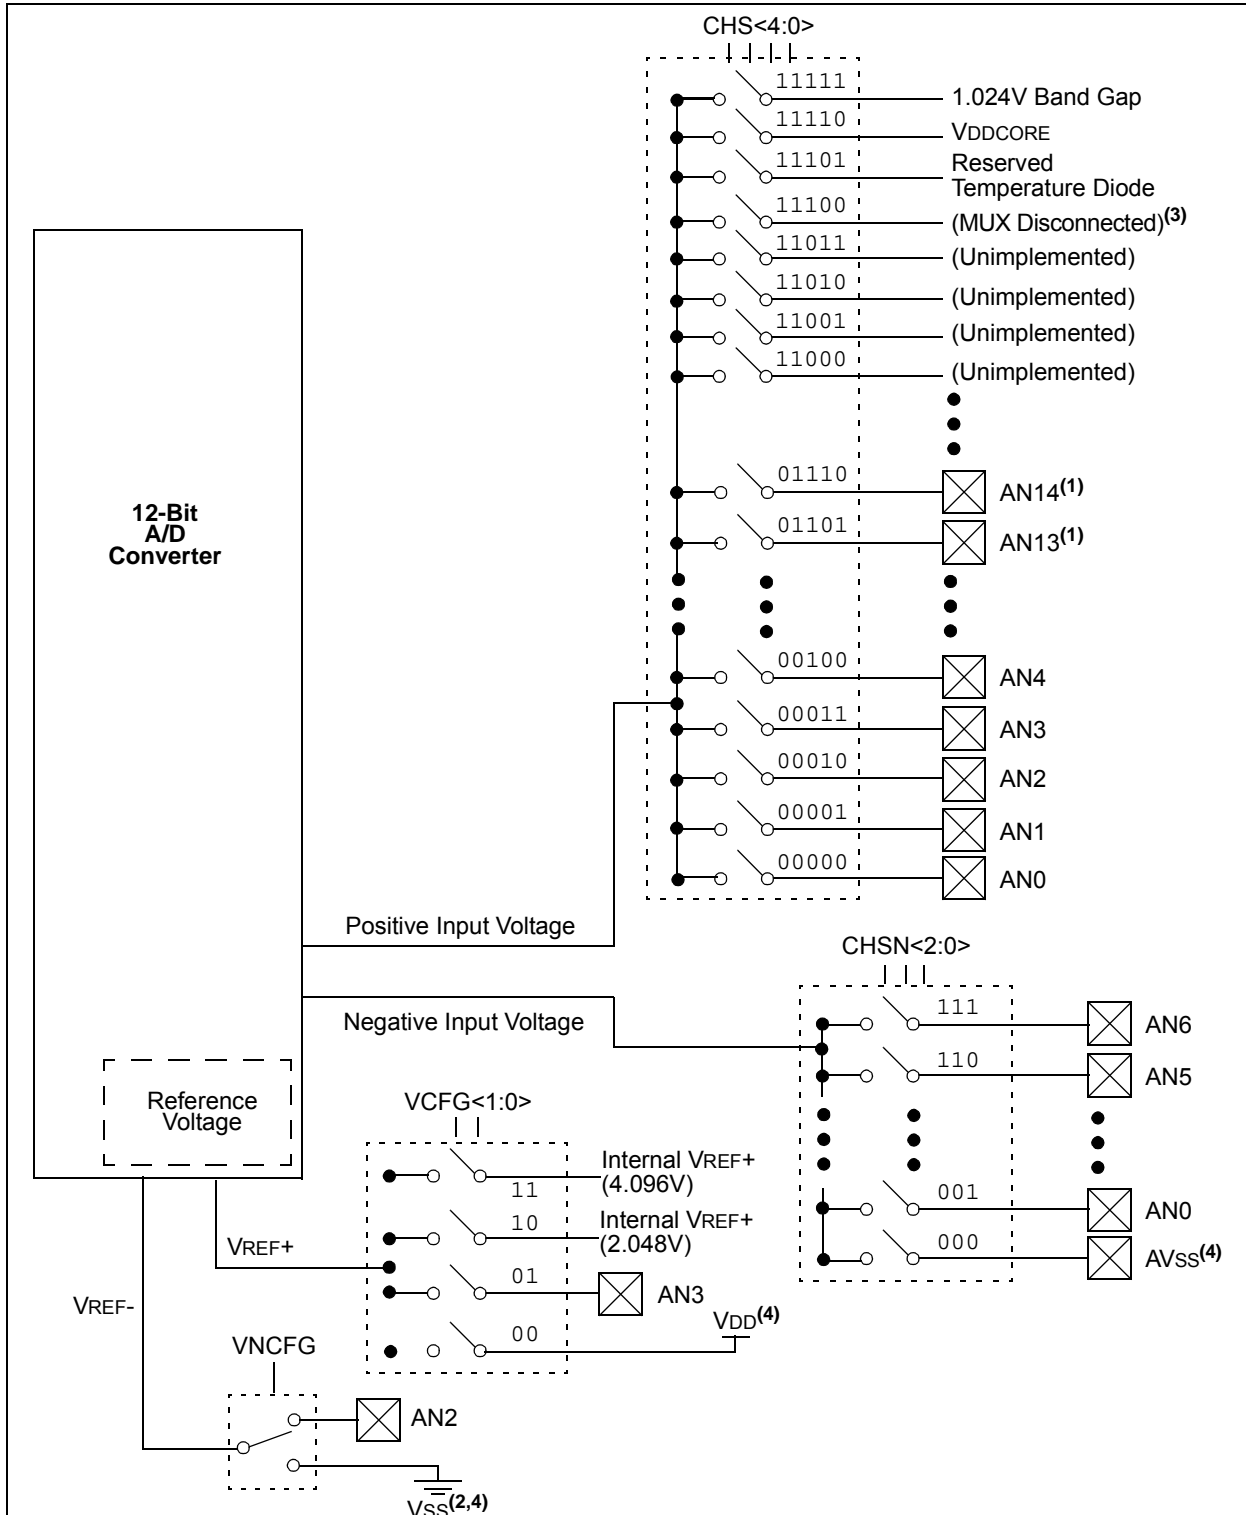 CHS<4:0>
11111
1.024V Band Gap
11110
VDDCORE
11101
Reserved
Temperature Diode
11100
(MUX Disconnected)(3)
11011
(Unimplemented)
11010
(Unimplemented)
11001
(Unimplemented)
11000
(Unimplemented)
01110
AN14(1)
12-Bit
A/D
Converter
01101
AN13(1)
00100
AN4
00011
AN3
00010
AN2
00001
AN1
00000
AN0
Positive Input Voltage
CHSN<2:0>
Negative Input Voltage
111
AN6
110
AN5
Reference
Voltage
VCFG<1:0>
Internal VREF+
(4.096V)
11
10
Internal VREF+
(2.048V)
001
AN0
000
AVSS(4)
VREF+
01
AN3
VREF-
00
VDD(4)
VNCFG
AN2
VSS(2,4)